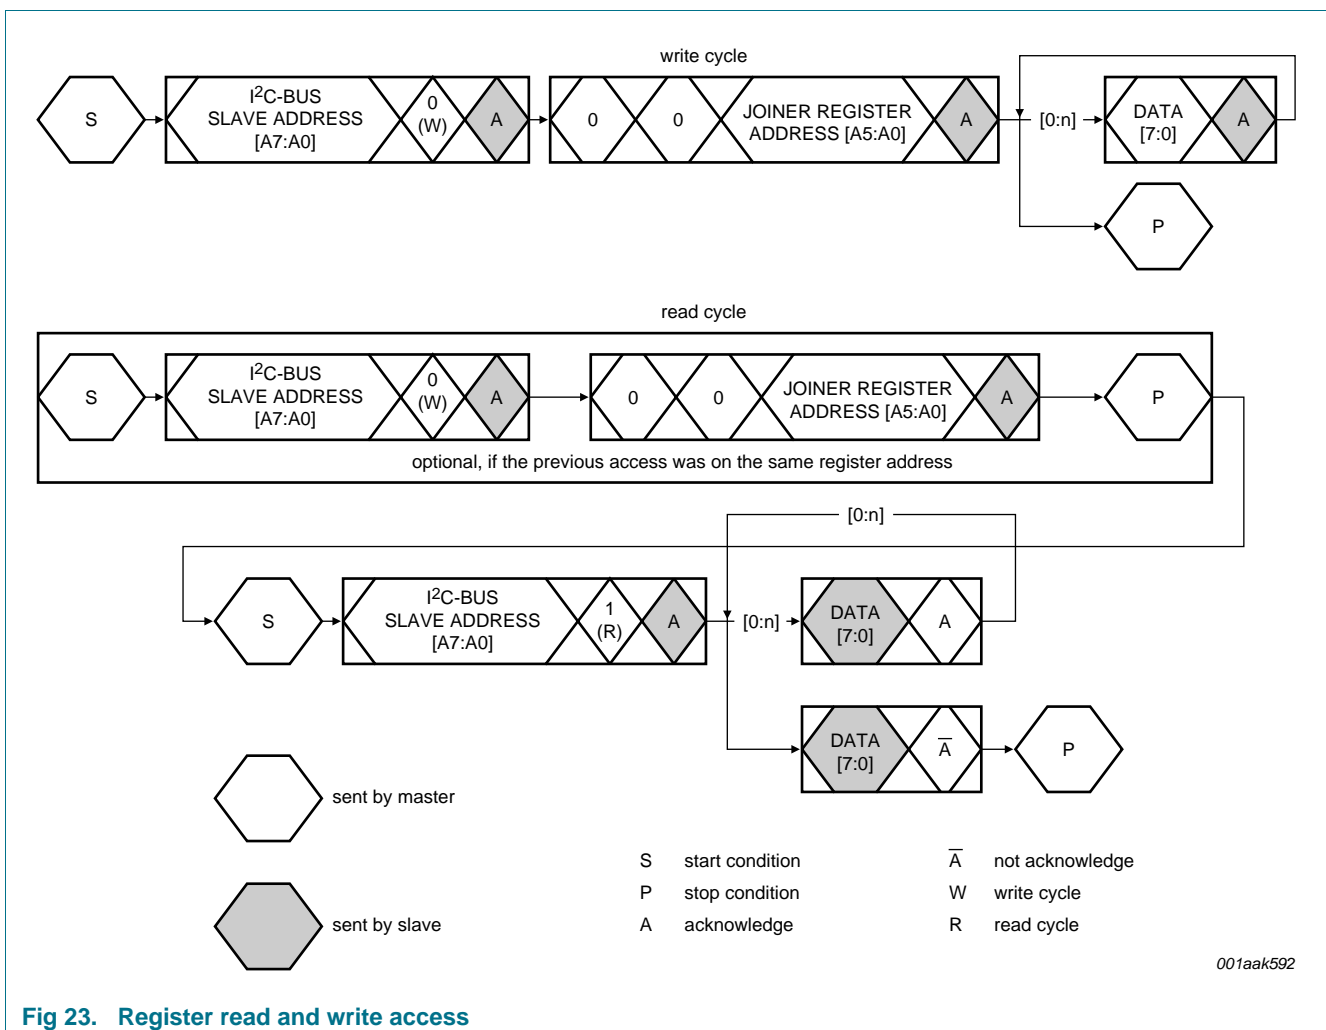 write cycle
S
I²C-BUS
SLAVE ADDRESS
[A7:A0]
0
(W)
A
0
0
JOINER REGISTER
ADDRESS [A5:A0]
A
[0:n]
DATA
[7:0]
A
P
read cycle
S
I²C-BUS
SLAVE ADDRESS
[A7:A0]
0
(W)
A
0
0
JOINER REGISTER
ADDRESS [A5:A0]
A
P
optional, if the previous access was on the same register address
[0:n]
S
I²C-BUS
SLAVE ADDRESS
[A7:A0]
1
(R)
A
[0:n]
DATA
[7:0]
A
DATA
[7:0]
A̅
P
sent by master
sent by slave
S start condition
P stop condition
A acknowledge
A̅ not acknowledge
W write cycle
R read cycle
001aak592
Fig 23. Register read and write access